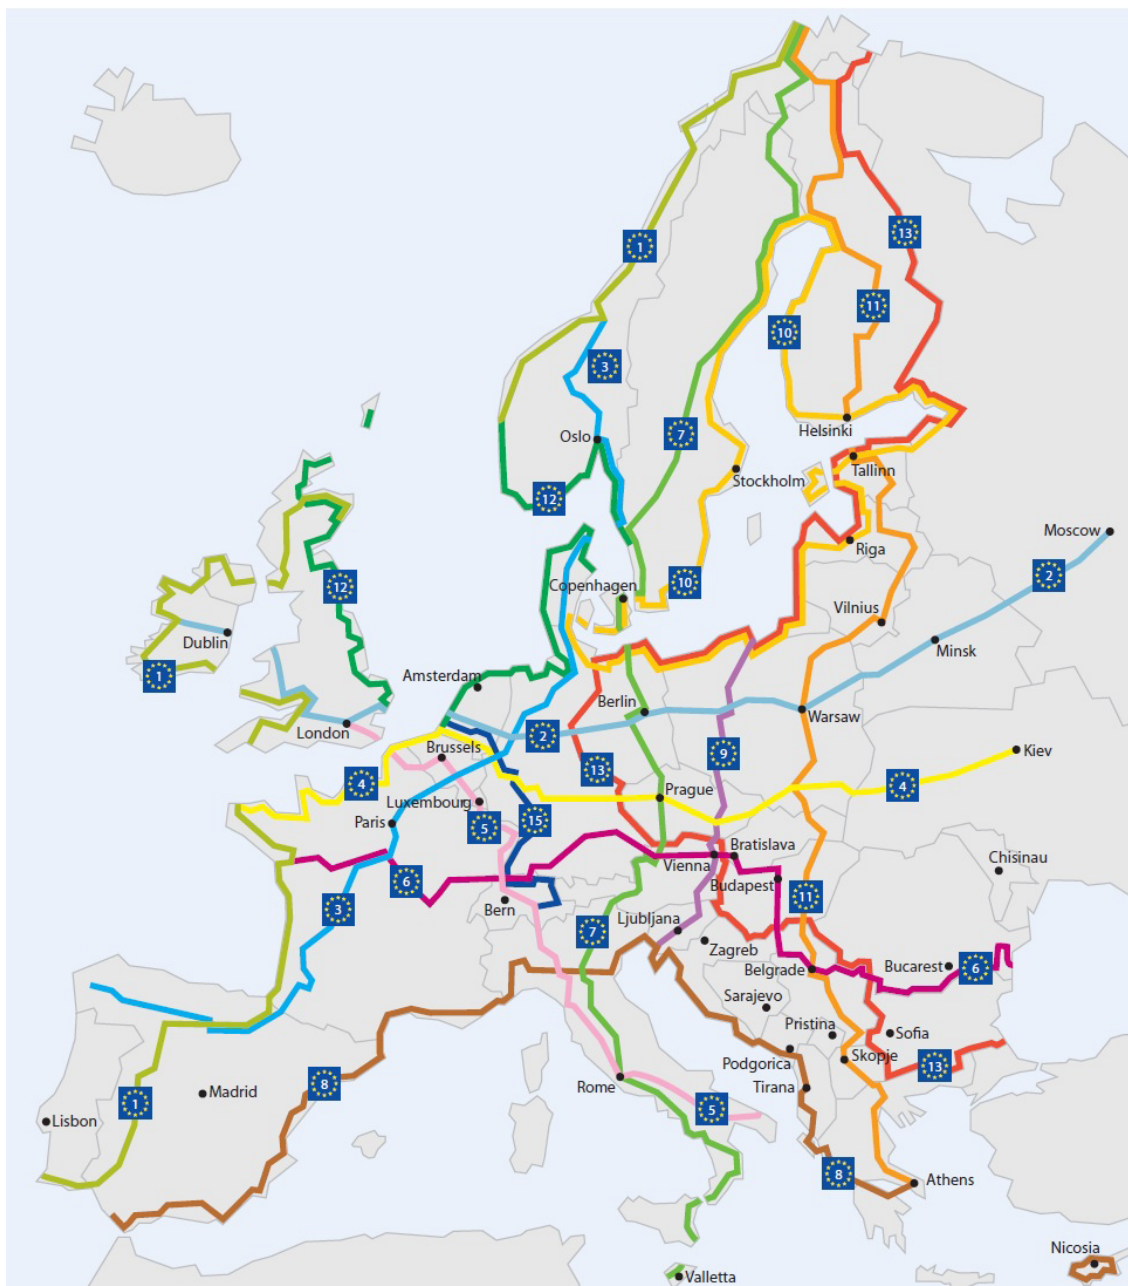 1
13
11
10
3
7
Oslo
Helsinki
Tallinn
Stockholm
12
Moscow
Riga
2
12
Copenhagen
10
Vilnius
Dublin
Minsk
1
Amsterdam
Berlin
Warsaw
London
2
Brussels
9
Kiev
4
13
4
Luxembourg
Prague
Paris
5
15
Bratislava
Chisinau
6
Vienna
Budapest
11
3
Bern
7
Ljubljana
Zagreb
Belgrade
Bucarest
6
Sarajevo
Pristina
Sofia
Podgorica
Skopje
13
Madrid
8
Rome
Tirana
1
5
Lisbon
8
Athens
Nicosia
Valletta